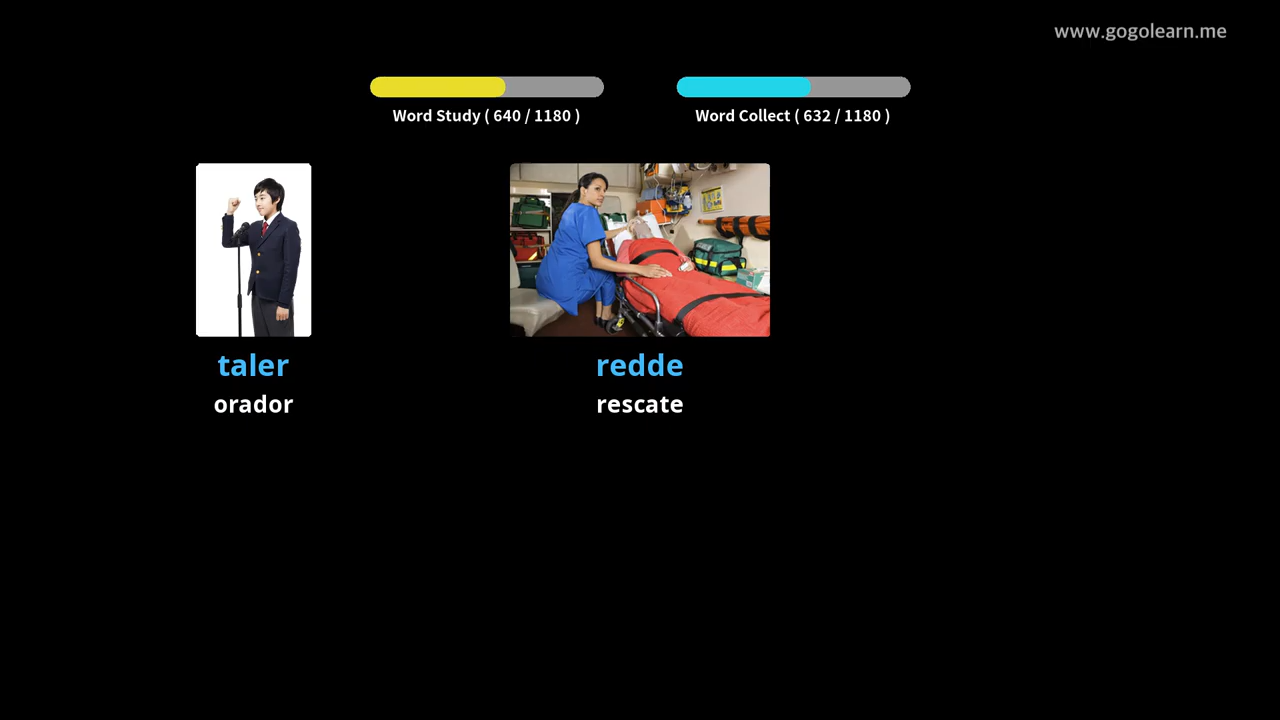 www.gogolearn.me
Word Study ( 640 / 1180 )
Word Collect ( 632 / 1180 )
taler
orador
redde
rescate